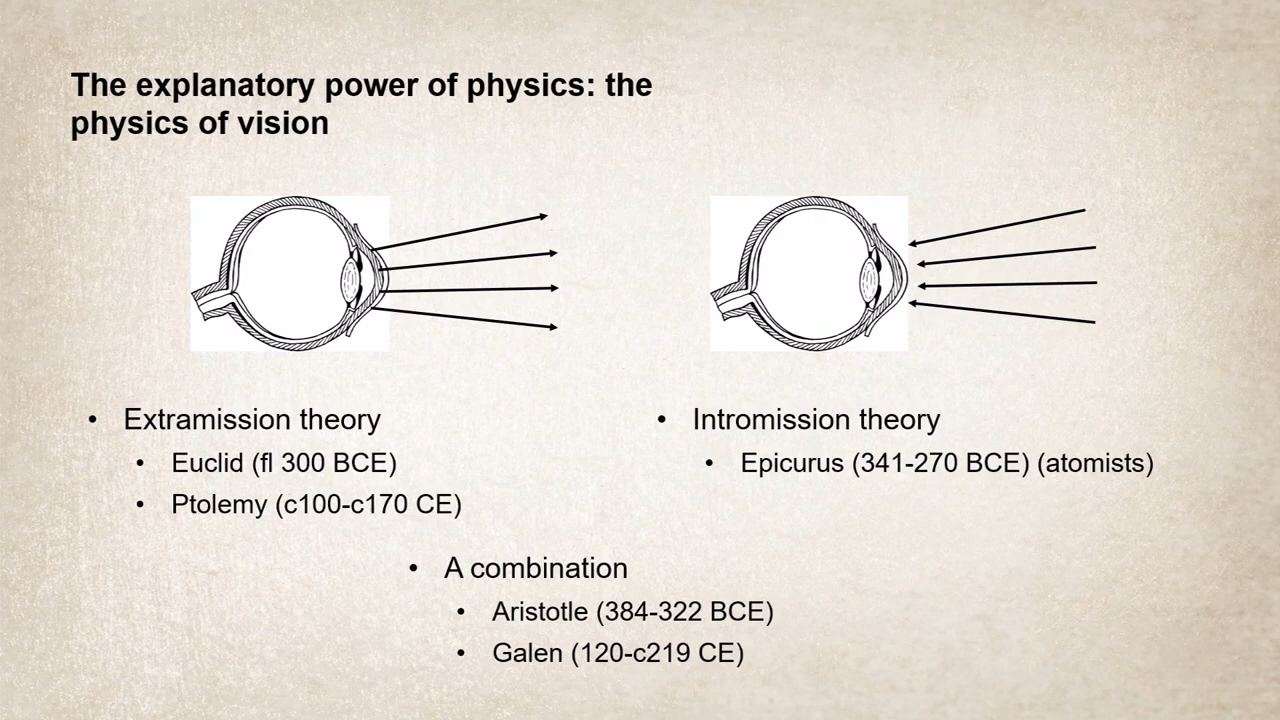 The explanatory power of physics: the
physics of vision
• Extramission theory
• Euclid (fl 300 BCE)
• Ptolemy (c100-c170 CE)
• Intromission theory
• Epicurus (341-270 BCE) (atomists)
• A combination
• Aristotle (384-322 BCE)
• Galen (120-c219 CE)